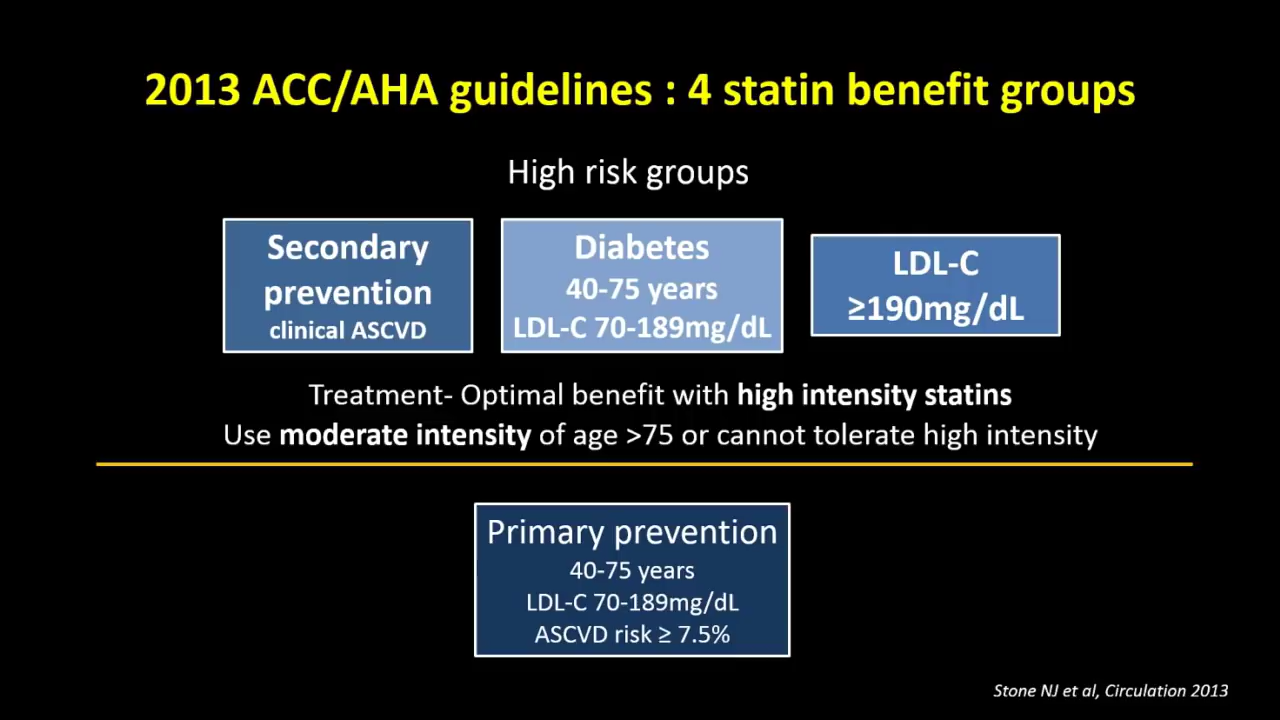 2013 ACC/AHA guidelines : 4 statin benefit groups
High risk groups
Secondary
prevention
clinical ASCVD
Diabetes
40-75 years
LDL-C 70-189mg/dL
LDL-C
≥190mg/dL
Treatment- Optimal benefit with high intensity statins
Use moderate intensity of age >75 or cannot tolerate high intensity
Primary prevention
40-75 years
LDL-C 70-189mg/dL
ASCVD risk ≥ 7.5%
Stone NJ et al, Circulation 2013